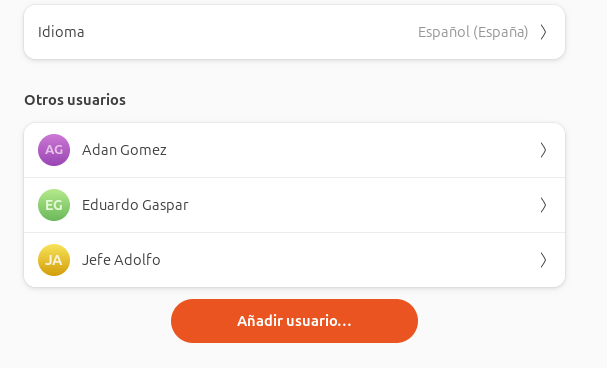 Idioma Español (España)
Otros usuarios
AG Adan Gomez
EG Eduardo Gaspar
JA Jefe Adolfo
Añadir usuario...